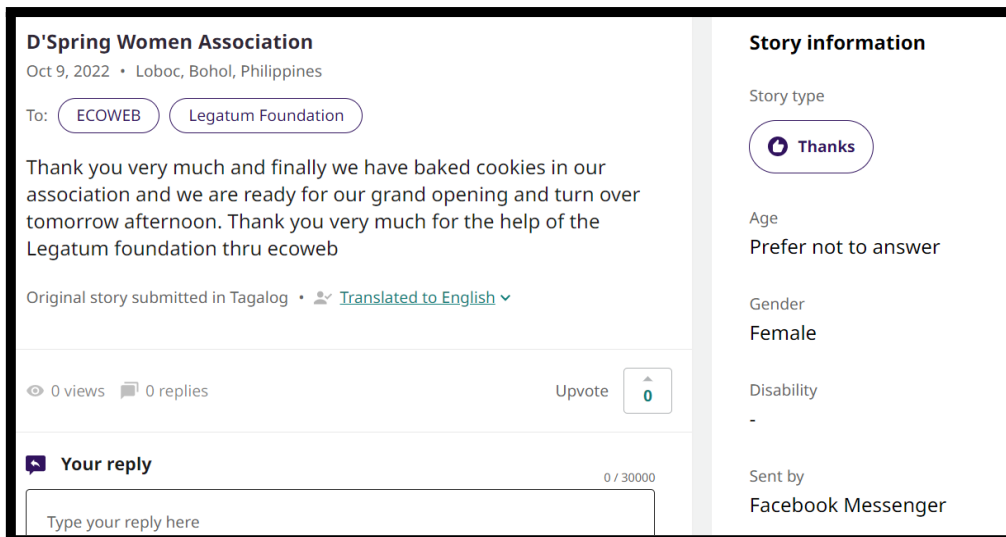 D'Spring Women Association
Oct 9, 2022 • Loboc, Bohol, Philippines
To: ECOWEB Legatum Foundation
Thank you very much and finally we have baked cookies in our
association and we are ready for our grand opening and turn over
tomorrow afternoon. Thank you very much for the help of the
Legatum foundation thru ecoweb
Original story submitted in Tagalog • Translated to English
0 views 0 replies
Upvote 0
Your reply
0 / 30000
Type your reply here
Story information
Story type
Thanks
Age
Prefer not to answer
Gender
Female
Disability
-
Sent by
Facebook Messenger